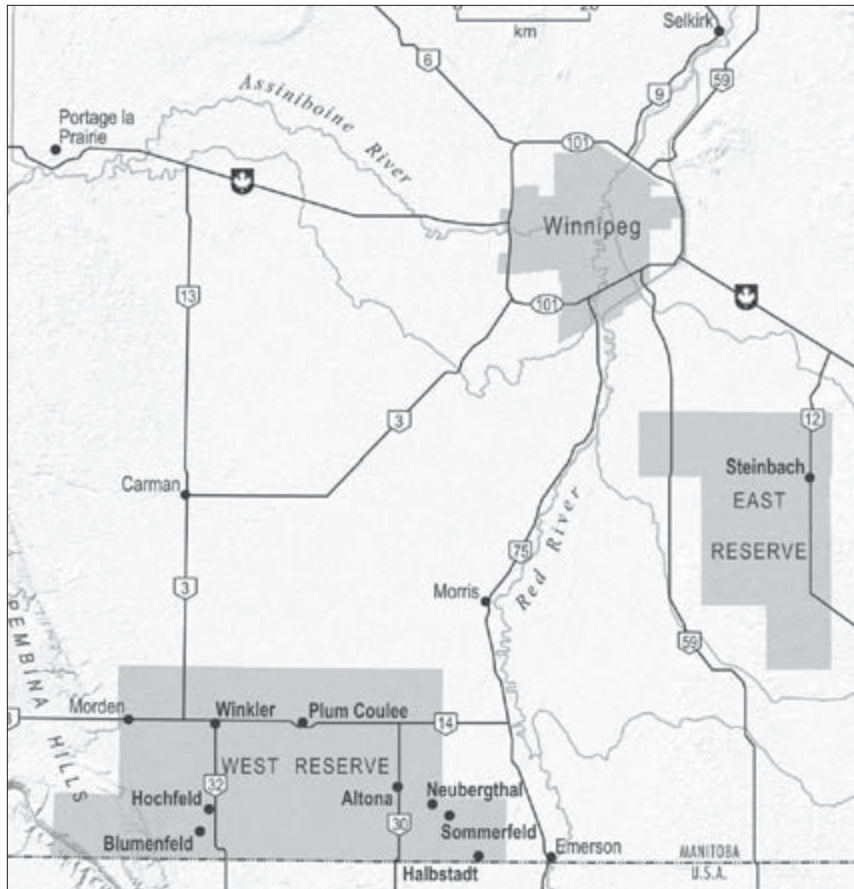 km
Selkirk
6
9
59
Assiniboine River
Portage la
Prairie
101
Winnipeg
13
101
3
12
Steinbach
EAST
RESERVE
Carman
75
Red River
3
Morris
59
PEMBINA HILLS
Morden
Winkler
Plum Coulee
14
WEST RESERVE
32
Hochfeld
Altona
Neubergthal
Sommerfeld
30
Blumenfeld
Emerson
MANITOBA
U.S.A.
Halbstadt